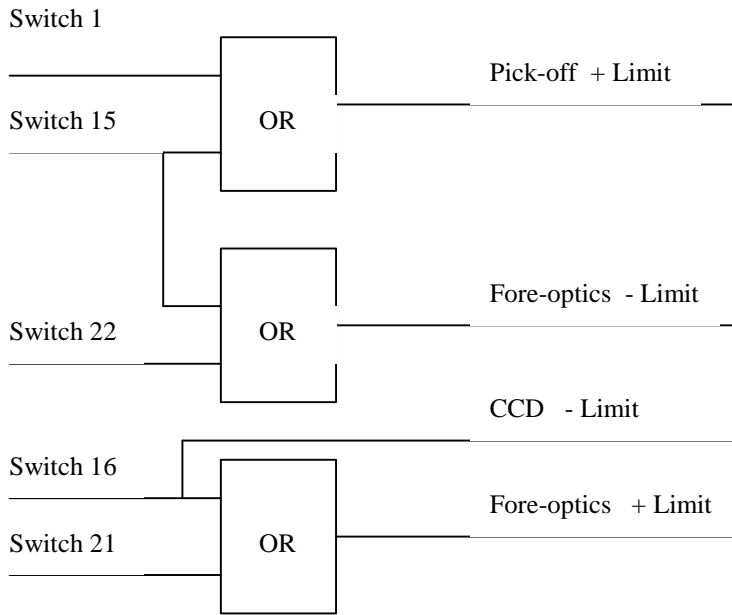 Switch 1
Pick-off + Limit
Switch 15
OR
Fore-optics - Limit
Switch 22
OR
CCD - Limit
Switch 16
Fore-optics + Limit
Switch 21
OR